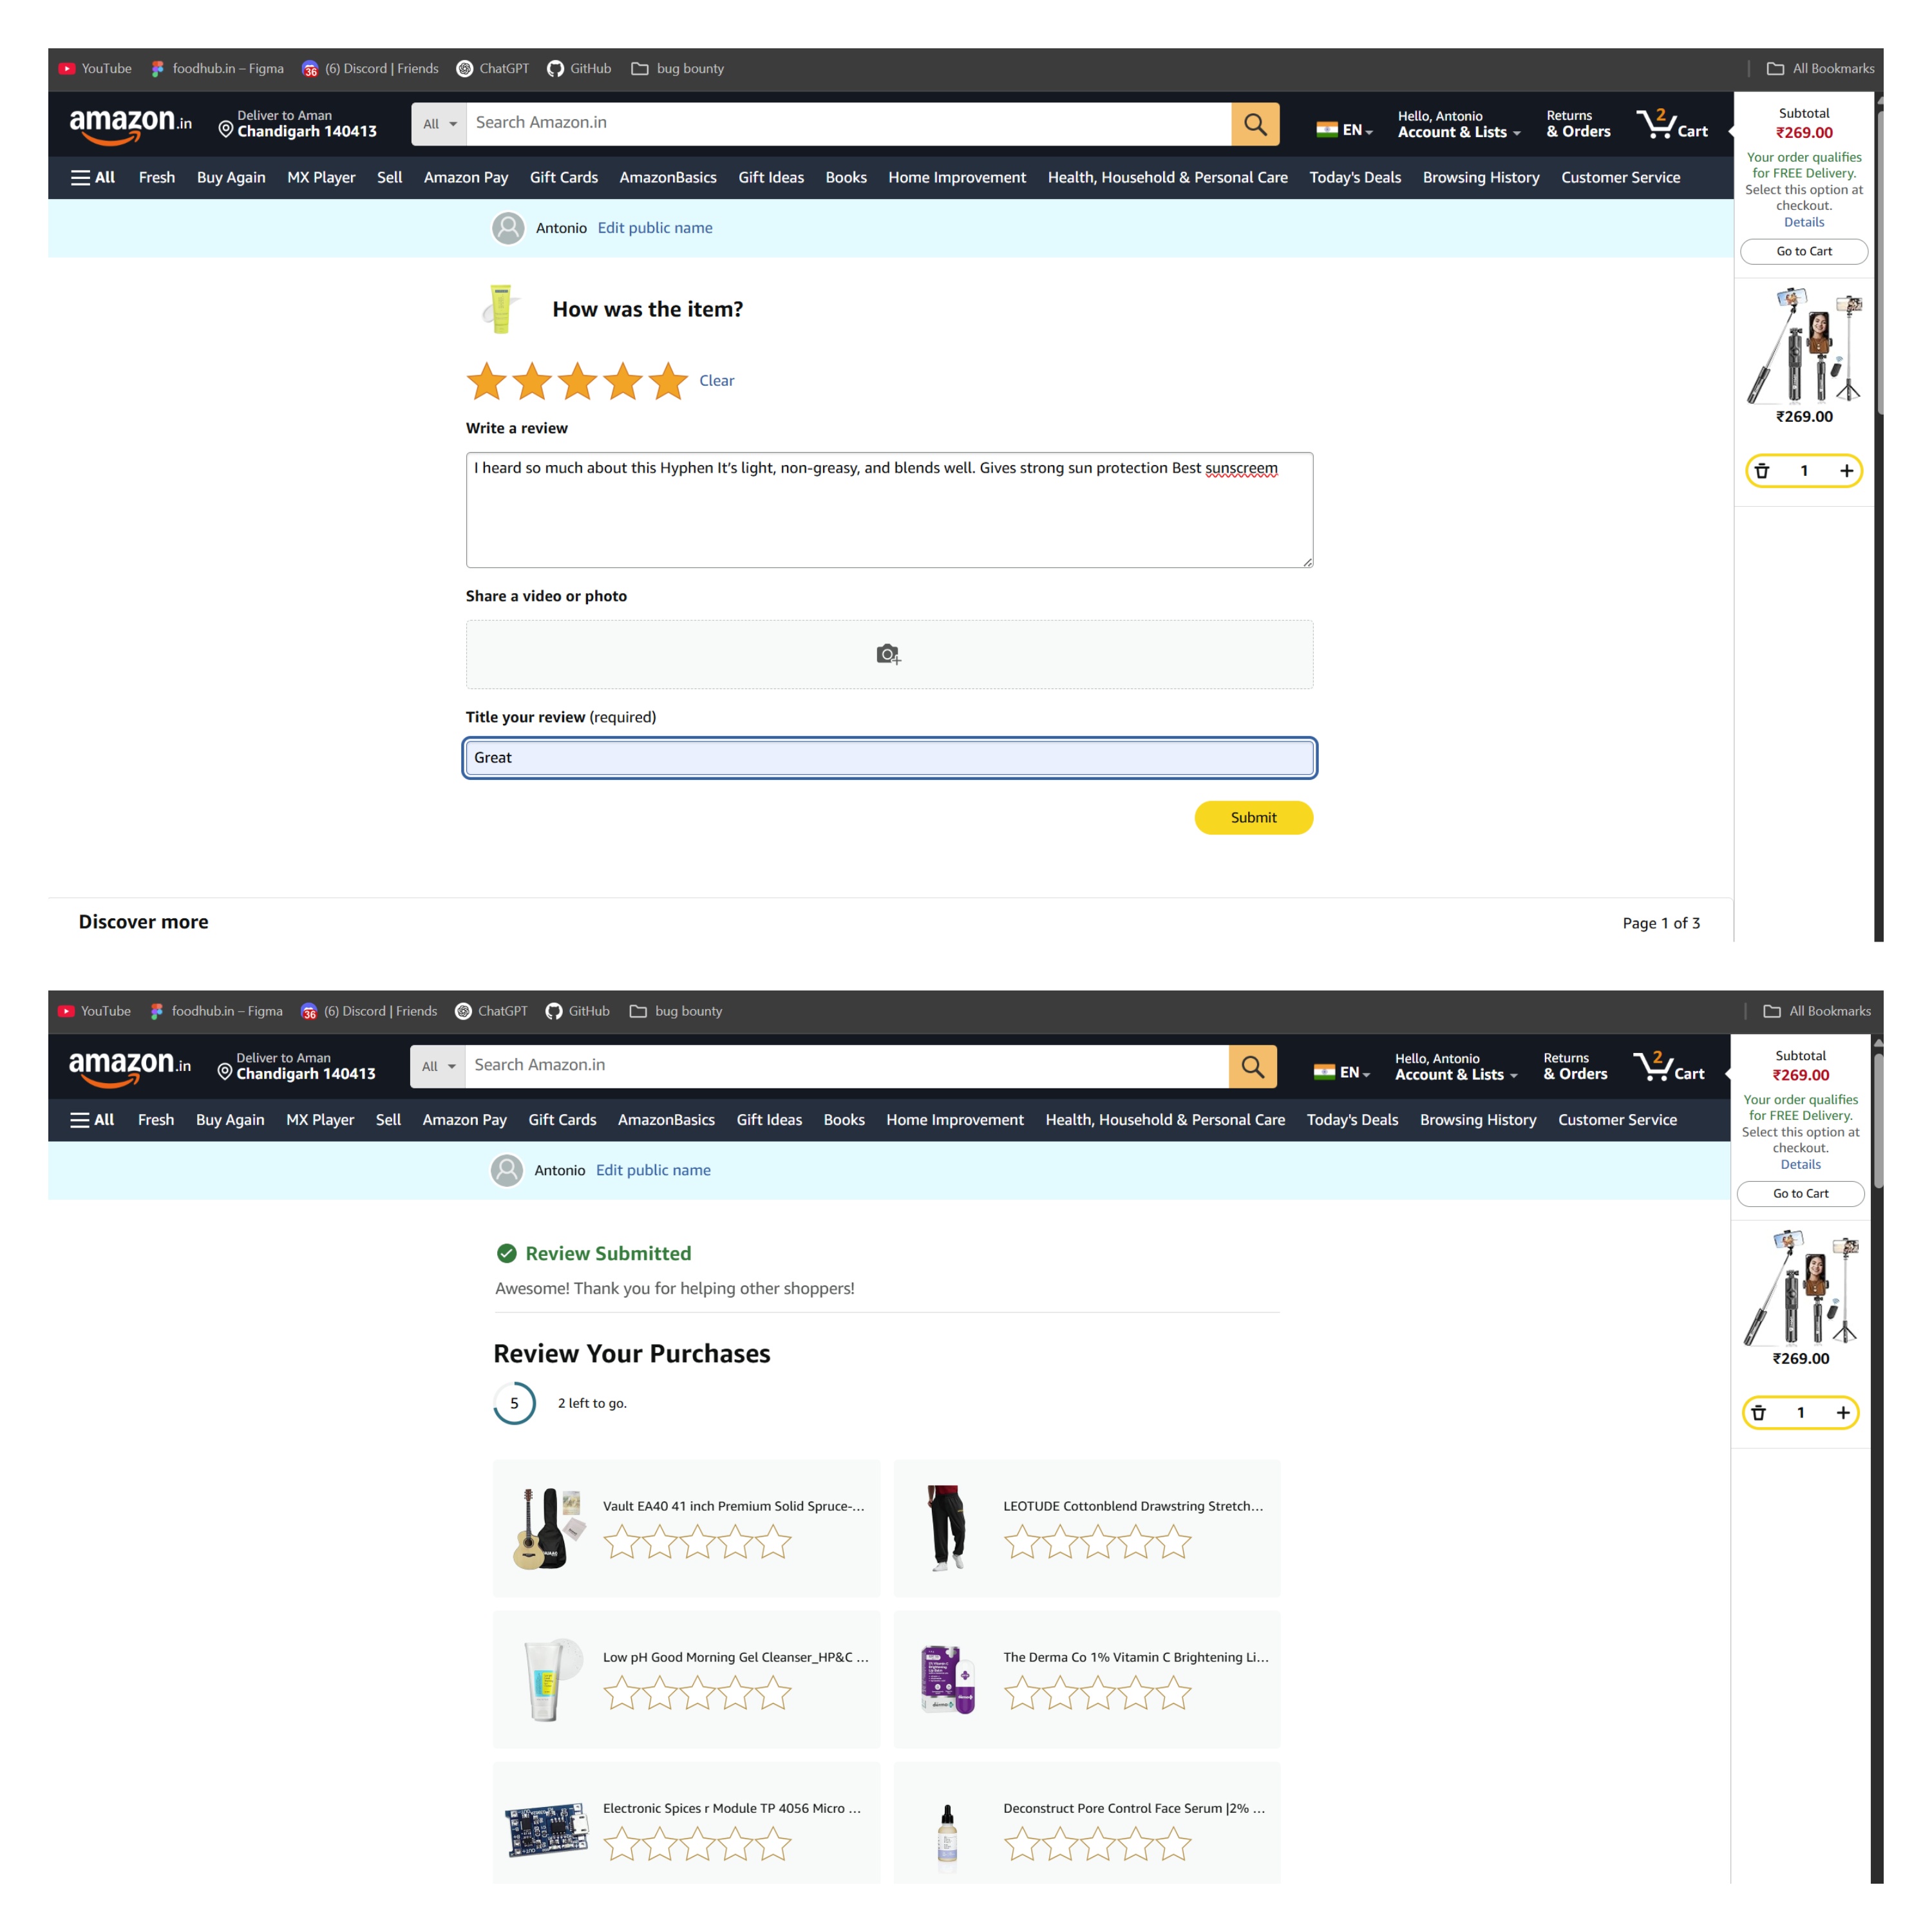 YouTube foodhub.in – Figma (6) Discord | Friends ChatGPT GitHub bug bounty All Bookmarks
amazon.in Deliver to Aman Chandigarh 140413 All Search Amazon.in EN Hello, Antonio Account & Lists Returns & Orders 2 Cart
All Fresh Buy Again MX Player Sell Amazon Pay Gift Cards AmazonBasics Gift Ideas Books Home Improvement Health, Household & Personal Care Today's Deals Browsing History Customer Service
Subtotal
₹269.00
Your order qualifies
for FREE Delivery.
Select this option at
checkout.
Details
Go to Cart
₹269.00
1
Antonio Edit public name
How was the item?
Clear
Write a review
I heard so much about this Hyphen It's light, non-greasy, and blends well. Gives strong sun protection Best sunscreem
Share a video or photo
Title your review (required)
Great
Submit
Discover more Page 1 of 3
YouTube foodhub.in – Figma (6) Discord | Friends ChatGPT GitHub bug bounty All Bookmarks
amazon.in Deliver to Aman Chandigarh 140413 All Search Amazon.in EN Hello, Antonio Account & Lists Returns & Orders 2 Cart
All Fresh Buy Again MX Player Sell Amazon Pay Gift Cards AmazonBasics Gift Ideas Books Home Improvement Health, Household & Personal Care Today's Deals Browsing History Customer Service
Subtotal
₹269.00
Your order qualifies
for FREE Delivery.
Select this option at
checkout.
Details
Go to Cart
₹269.00
1
Antonio Edit public name
Review Submitted
Awesome! Thank you for helping other shoppers!
Review Your Purchases
5 2 left to go.
Vault EA40 41 inch Premium Solid Spruce-...
LEOTUDE Cottonblend Drawstring Stretch...
Low pH Good Morning Gel Cleanser_HP&C ...
The Derma Co 1% Vitamin C Brightening Li...
Electronic Spices r Module TP 4056 Micro ...
Deconstruct Pore Control Face Serum |2% ...